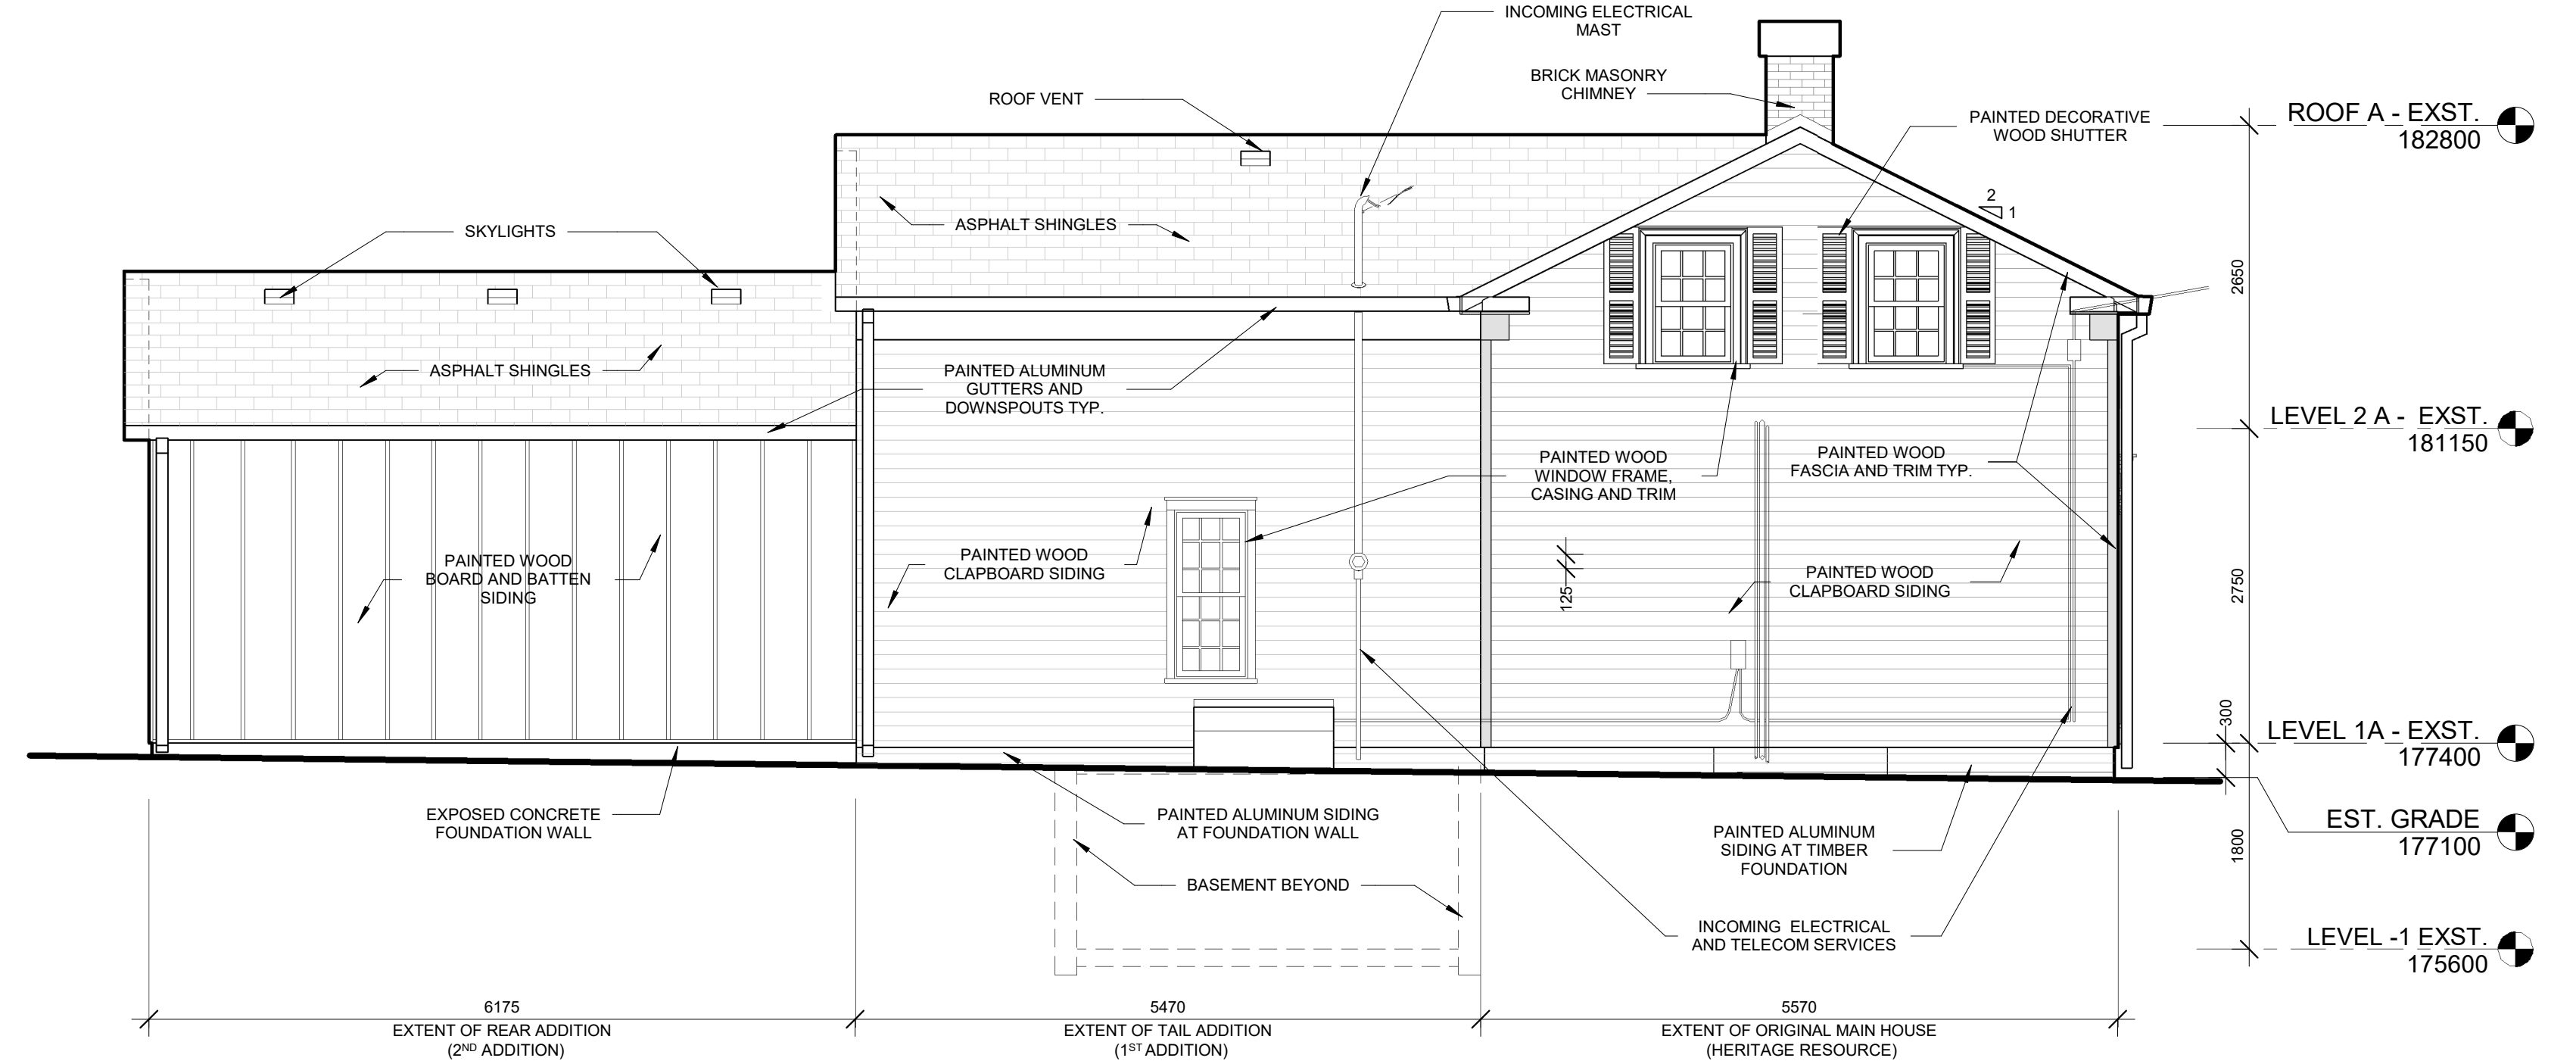 INCOMING ELECTRICAL
MAST
BRICK MASONRY
CHIMNEY
ROOF VENT
PAINTED DECORATIVE
WOOD SHUTTER
ROOF A - EXST.
182800
2
1
ASPHALT SHINGLES
SKYLIGHTS
2650
ASPHALT SHINGLES
PAINTED ALUMINUM
GUTTERS AND
DOWNSPOUTS TYP.
LEVEL 2 A - EXST.
181150
PAINTED WOOD
WINDOW FRAME,
CASING AND TRIM
PAINTED WOOD
FASCIA AND TRIM TYP.
PAINTED WOOD
BOARD AND BATTEN
SIDING
PAINTED WOOD
CLAPBOARD SIDING
125
PAINTED WOOD
CLAPBOARD SIDING
2750
300
LEVEL 1A - EXST.
177400
EXPOSED CONCRETE
FOUNDATION WALL
PAINTED ALUMINUM SIDING
AT FOUNDATION WALL
PAINTED ALUMINUM
SIDING AT TIMBER
FOUNDATION
EST. GRADE
177100
1800
BASEMENT BEYOND
INCOMING ELECTRICAL
AND TELECOM SERVICES
LEVEL -1 EXST.
175600
6175
EXTENT OF REAR ADDITION
(2ND ADDITION)
5470
EXTENT OF TAIL ADDITION
(1ST ADDITION)
5570
EXTENT OF ORIGINAL MAIN HOUSE
(HERITAGE RESOURCE)